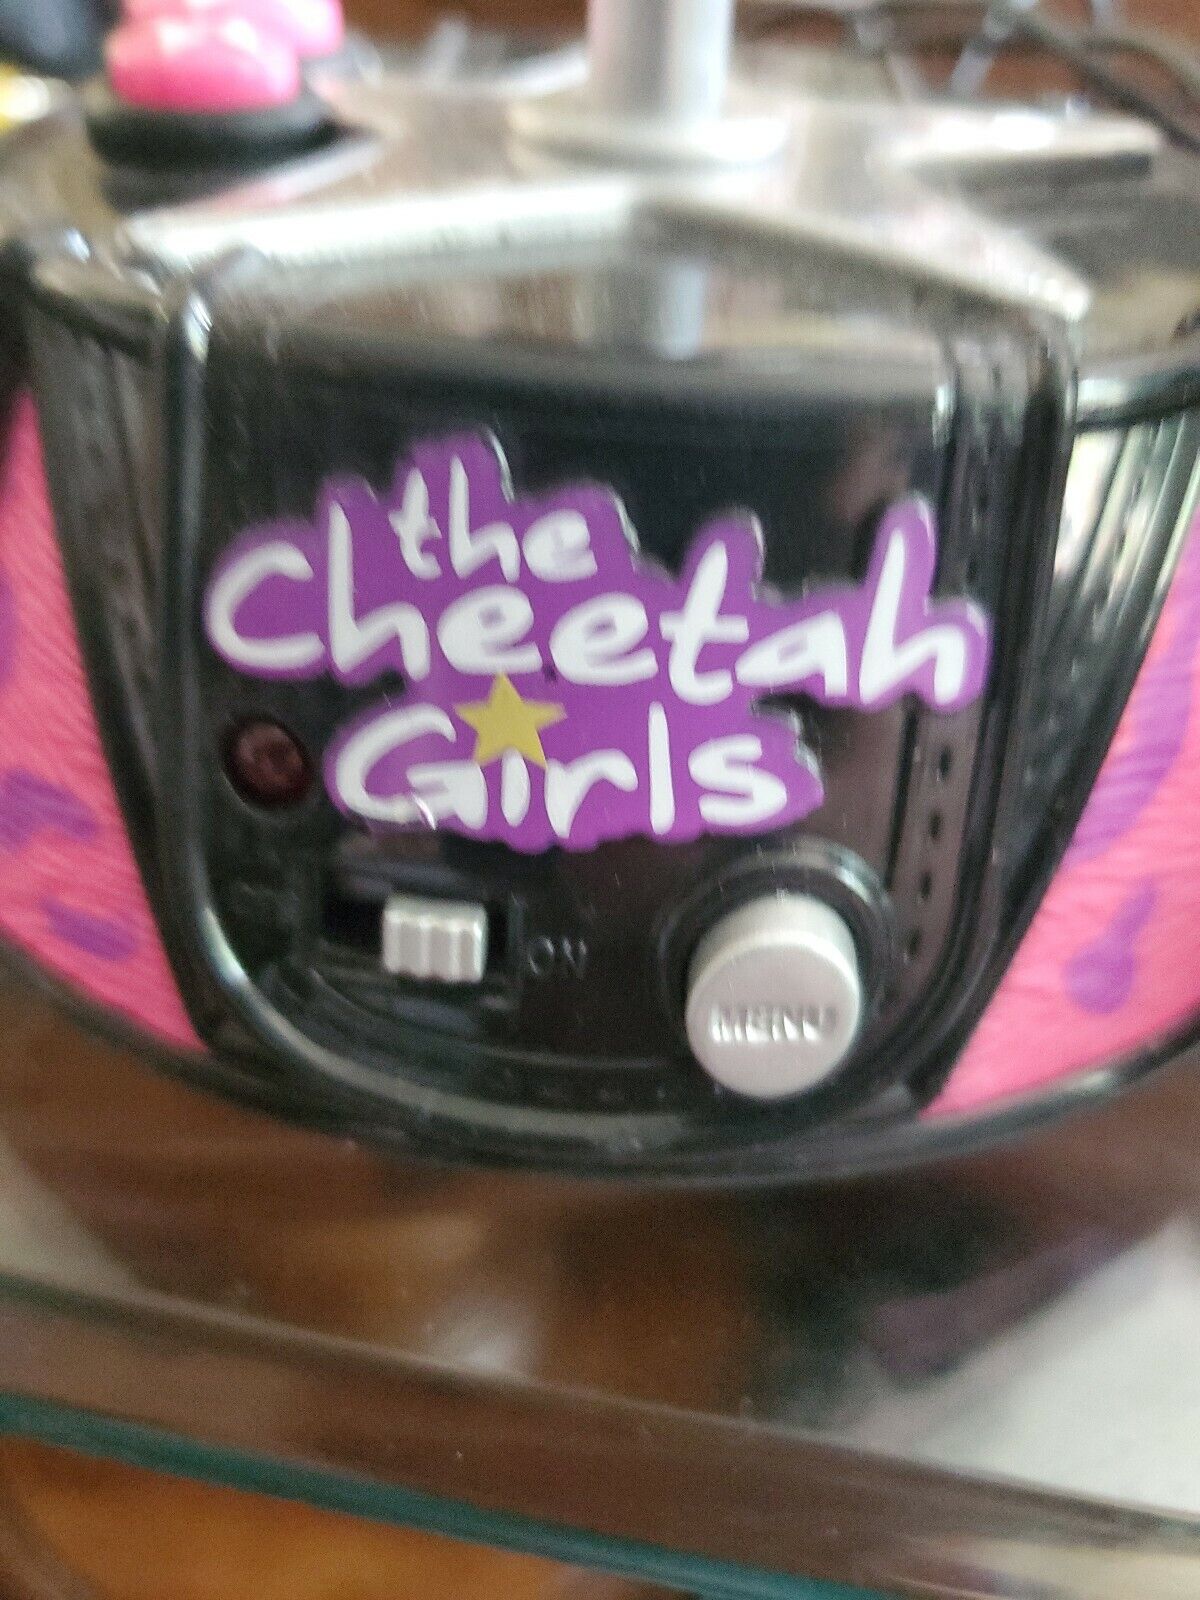 the
Cheetah
Girls
ON
MENU